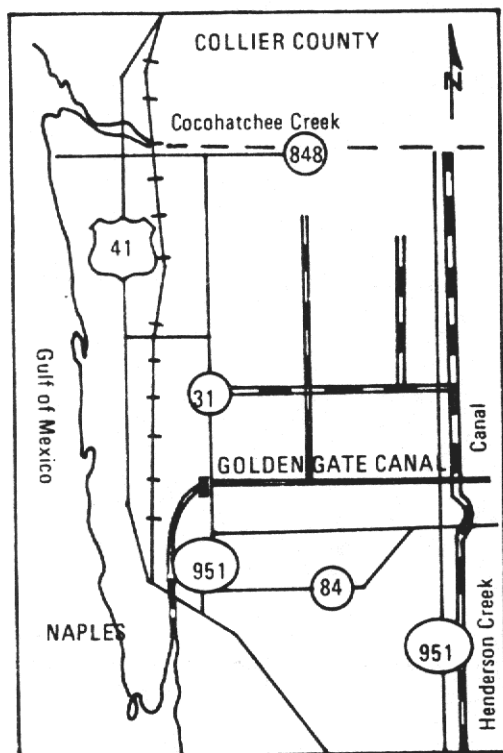 COLLIER COUNTY
N
Cocohatchee Creek
848
41
Gulf of Mexico
31
GOLDEN GATE CANAL
Canal
951
84
NAPLES
951
Henderson Creek